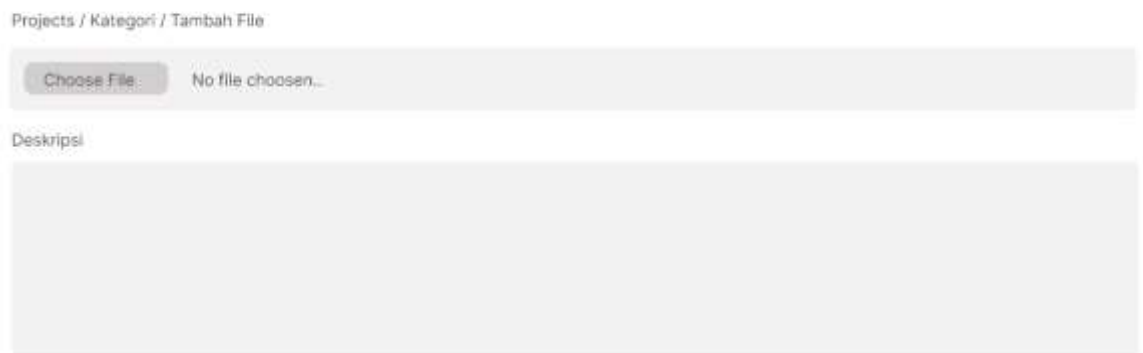 Projects / Kategori / Tambah File
Choose File No file choosen...
Deskripsi